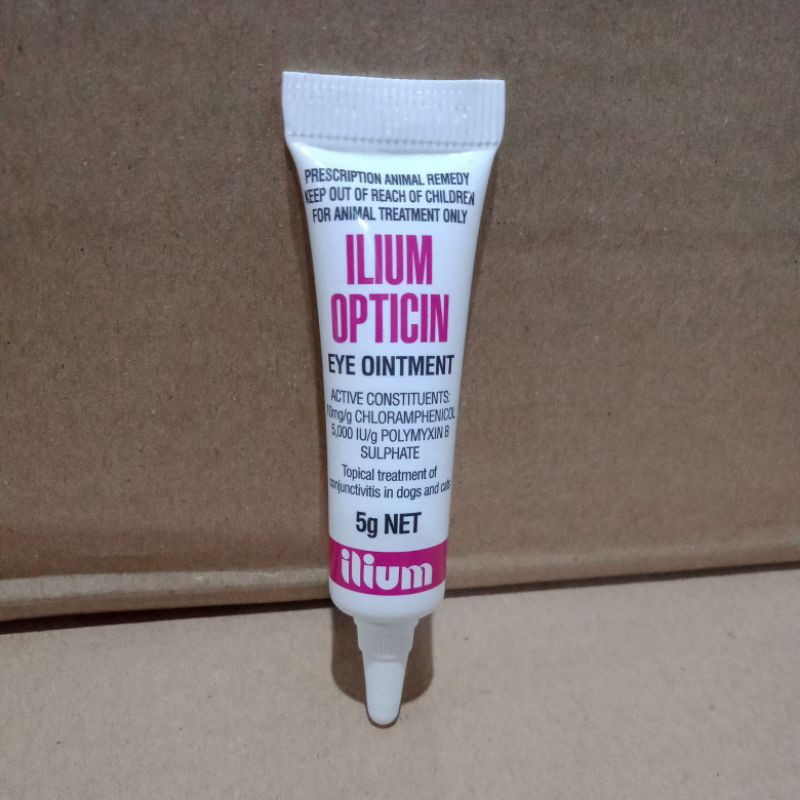 PRESCRIPTION ANIMAL REMEDY
KEEP OUT OF REACH OF CHILDREN
FOR ANIMAL TREATMENT ONLY
ILIUM
OPTICIN
EYE OINTMENT
ACTIVE CONSTITUENTS:
10mg/g CHLORAMPHENICOL
5,000 IU/g POLYMYXIN B
SULPHATE
Topical treatment of
conjunctivitis in dogs and cats
5g NET
ilium